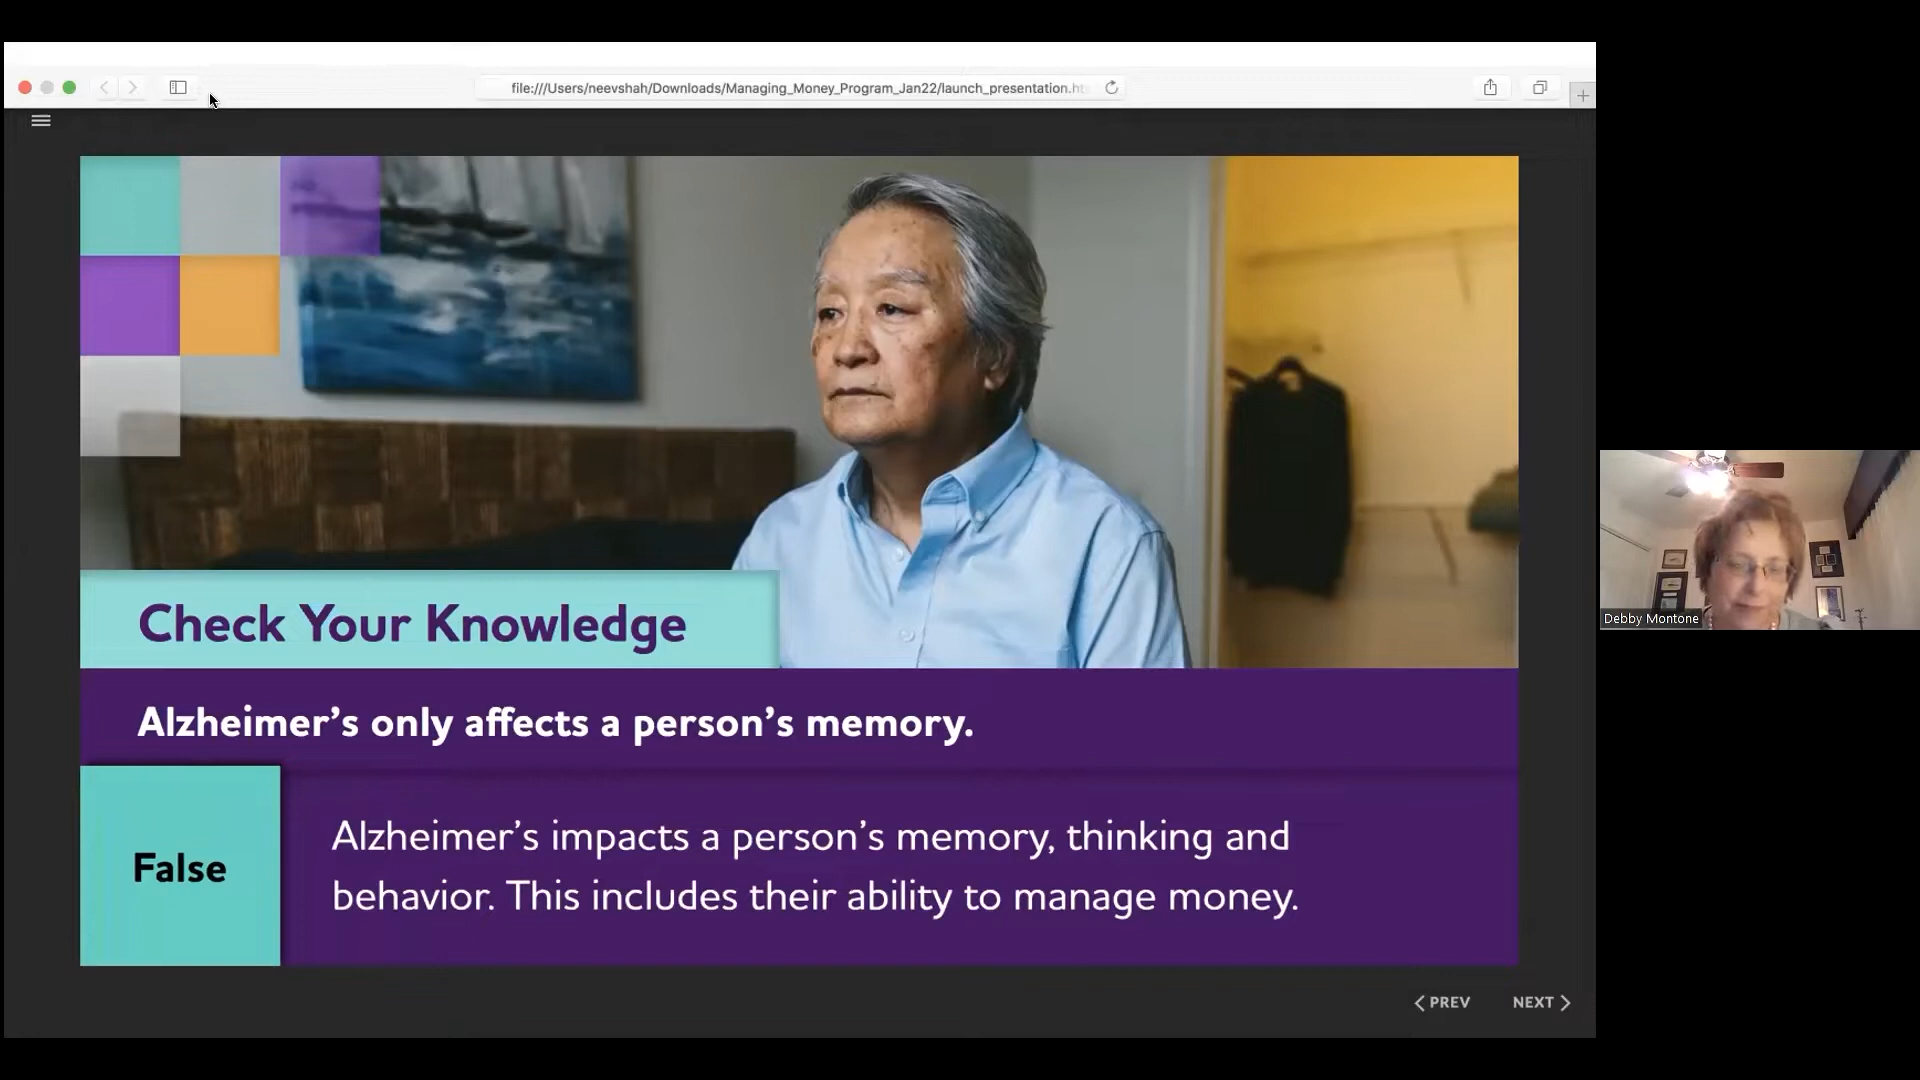 file:///Users/neevshah/Downloads/Managing_Money_Program_Jan22/launch_presentation.ht
Check Your Knowledge
Alzheimer’s only affects a person’s memory.
False
Alzheimer’s impacts a person’s memory, thinking and
behavior. This includes their ability to manage money.
Debby Montone
PREV
NEXT